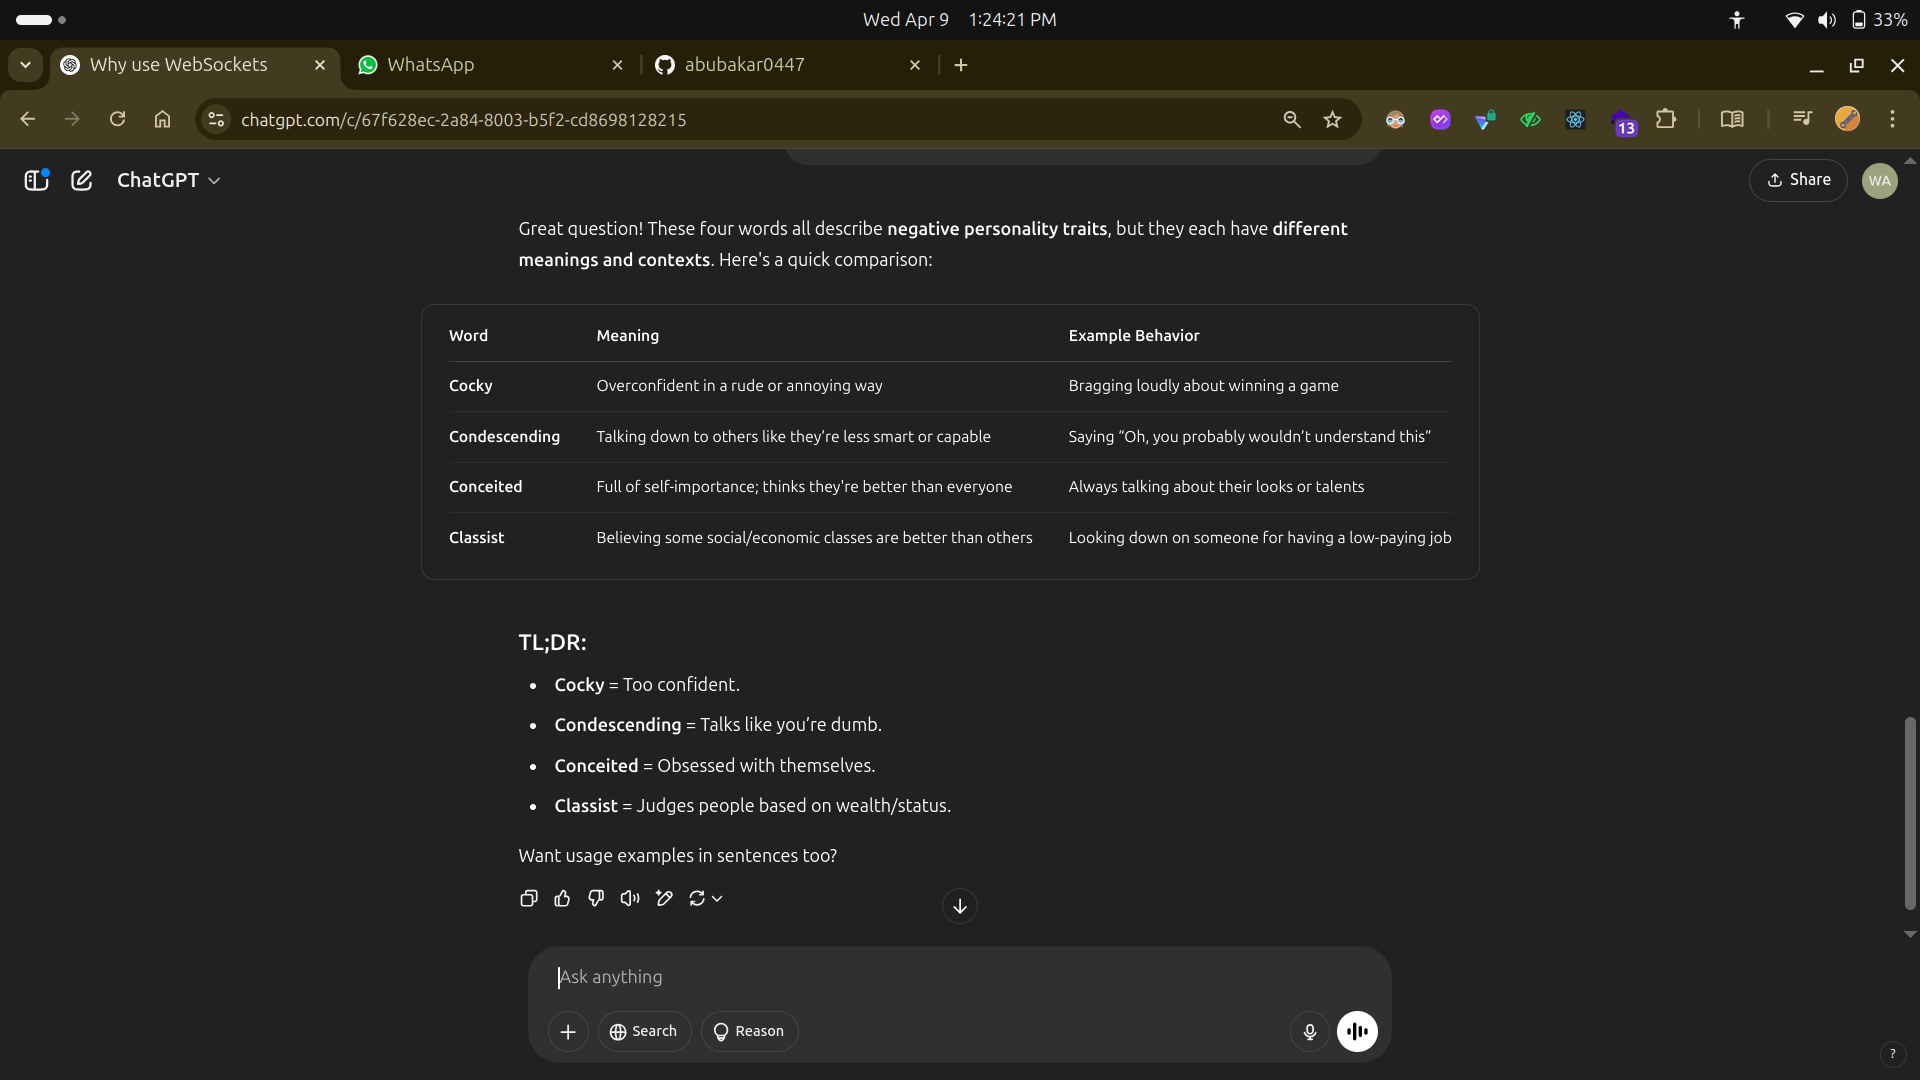 Wed Apr 9 1:24:21 PM
33%
Why use WebSockets
WhatsApp
abubakar0447
chatgpt.com/c/67f628ec-2a84-8003-b5f2-cd8698128215
13
ChatGPT
Share
WA
Great question! These four words all describe negative personality traits, but they each have different
meanings and contexts. Here's a quick comparison:
Word Meaning Example Behavior
Cocky Overconfident in a rude or annoying way Bragging loudly about winning a game
Condescending Talking down to others like they’re less smart or capable Saying “Oh, you probably wouldn’t understand this”
Conceited Full of self-importance; thinks they're better than everyone Always talking about their looks or talents
Classist Believing some social/economic classes are better than others Looking down on someone for having a low-paying job
TL;DR:
• Cocky = Too confident.
• Condescending = Talks like you’re dumb.
• Conceited = Obsessed with themselves.
• Classist = Judges people based on wealth/status.
Want usage examples in sentences too?
Ask anything
Search Reason
?